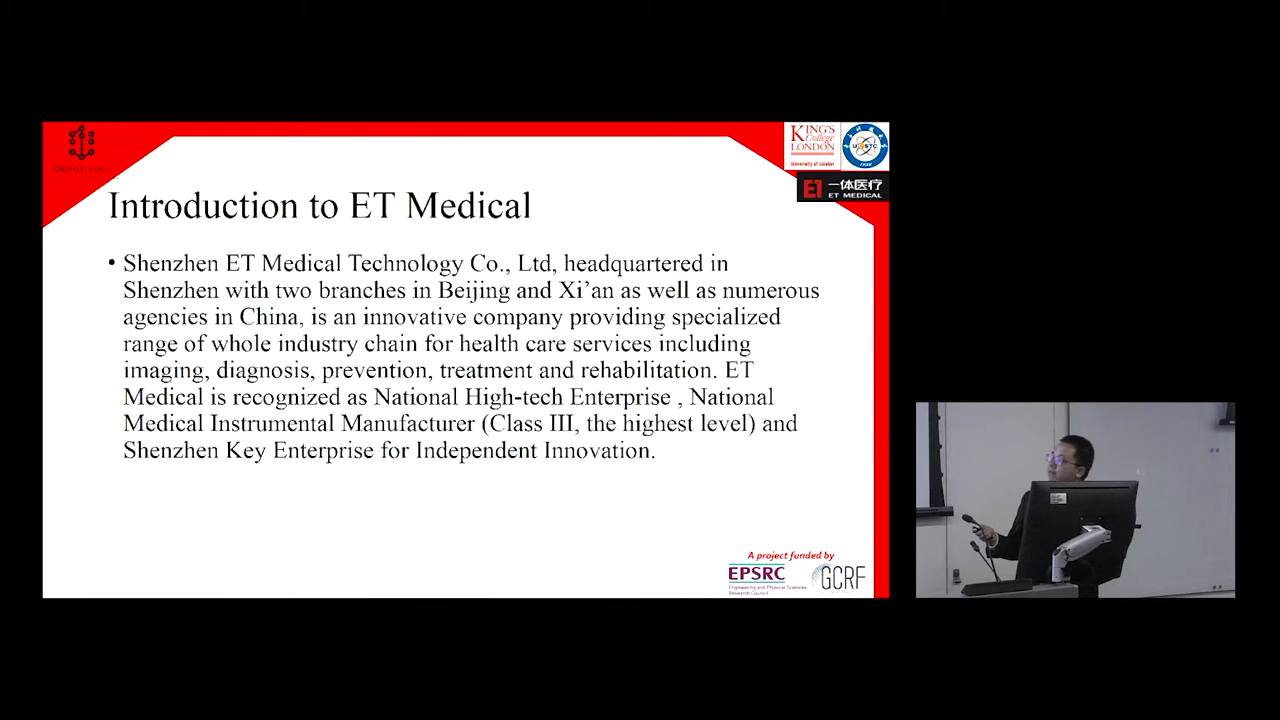 KING'S
College
LONDON
University of London
USTC
一体医疗
ET MEDICAL
Introduction to ET Medical
• Shenzhen ET Medical Technology Co., Ltd, headquartered in
Shenzhen with two branches in Beijing and Xi’an as well as numerous
agencies in China, is an innovative company providing specialized
range of whole industry chain for health care services including
imaging, diagnosis, prevention, treatment and rehabilitation. ET
Medical is recognized as National High-tech Enterprise , National
Medical Instrumental Manufacturer (Class III, the highest level) and
Shenzhen Key Enterprise for Independent Innovation.
A project funded by
EPSRC
Engineering and Physical Sciences
Research Council
GCRF